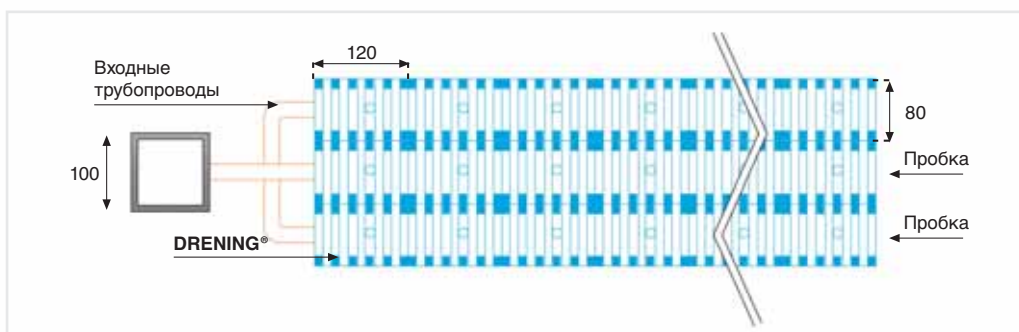 120
Входные
трубопроводы
80
100
Пробка
Пробка
DRENING®